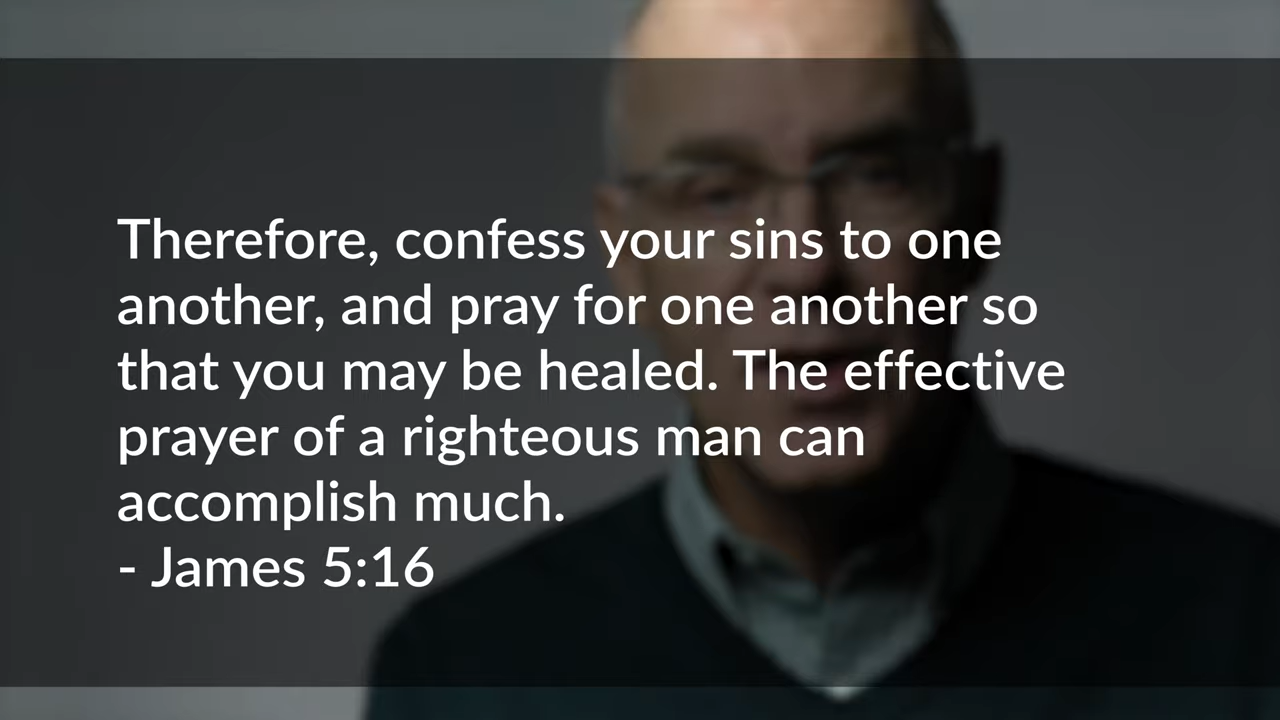 Therefore, confess your sins to one
another, and pray for one another so
that you may be healed. The effective
prayer of a righteous man can
accomplish much.
- James 5:16